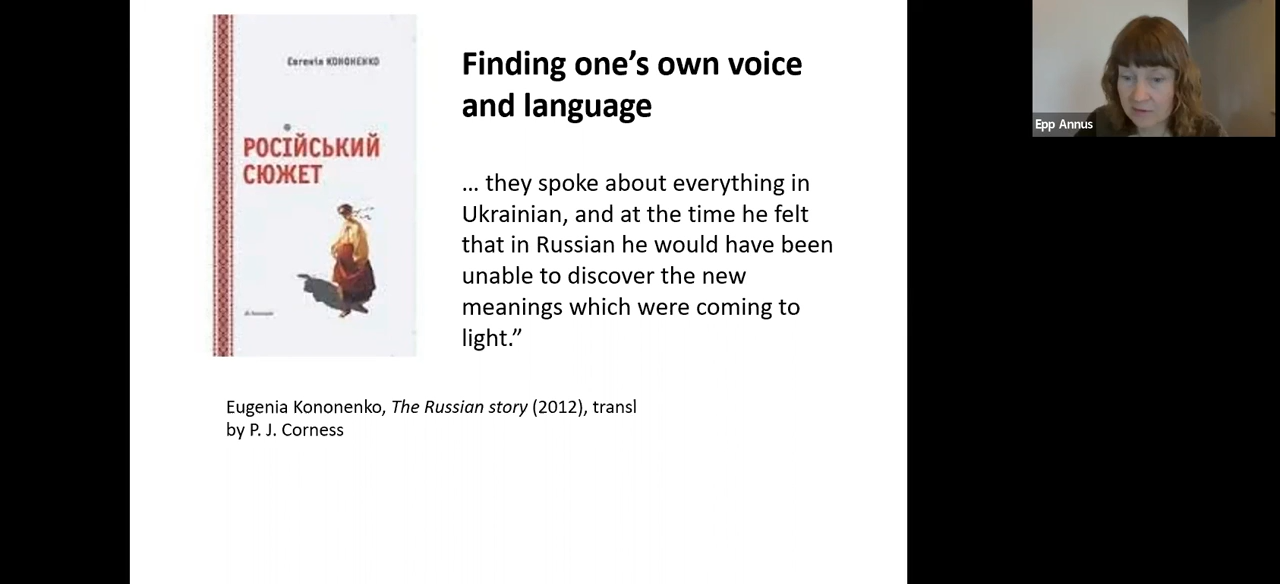 Євгенія КОНОНЕНКО
РОСІЙСЬКИЙ
СЮЖЕТ
Finding one’s own voice
and language
… they spoke about everything in
Ukrainian, and at the time he felt
that in Russian he would have been
unable to discover the new
meanings which were coming to
light.”
Eugenia Kononenko, The Russian story (2012), transl
by P. J. Corness
Epp Annus